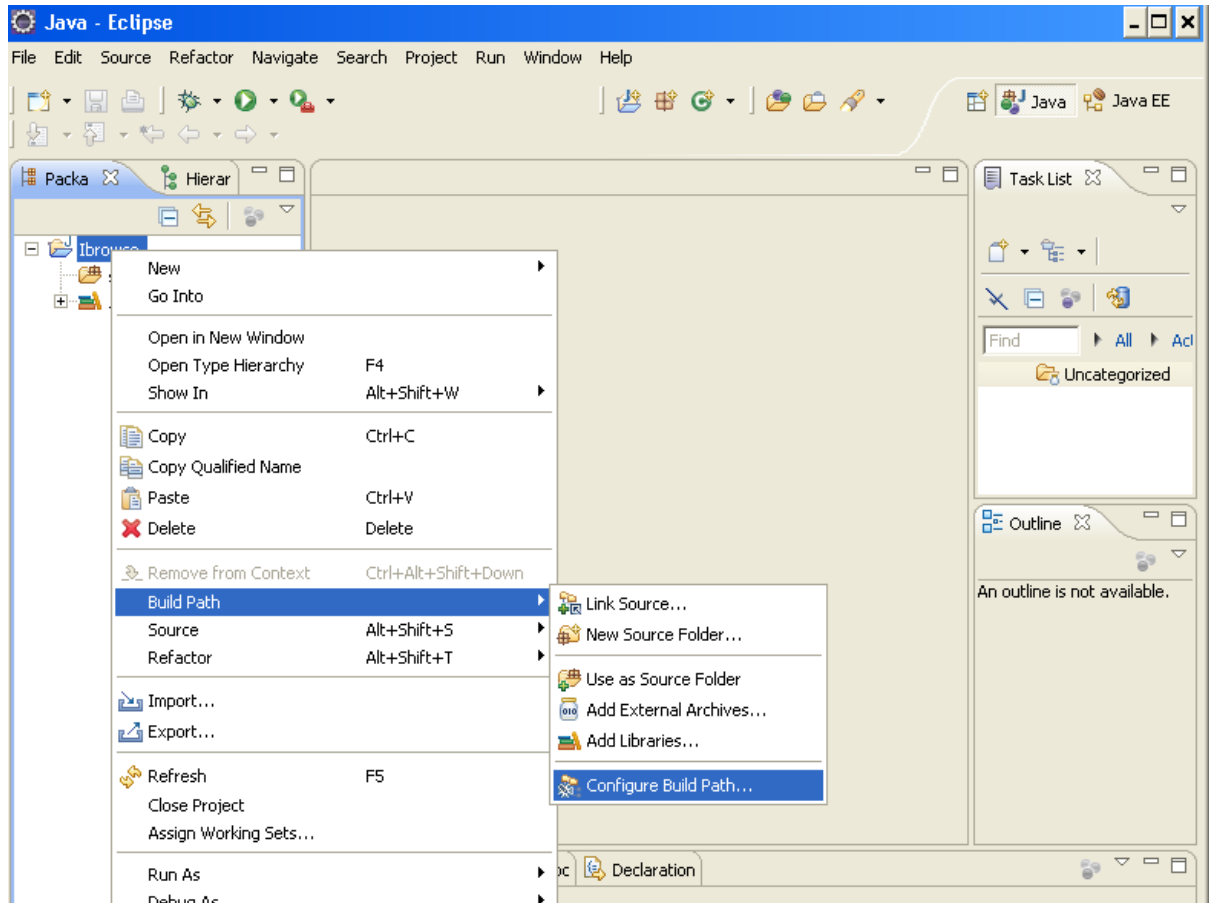 Java - Eclipse
File Edit Source Refactor Navigate Search Project Run Window Help
Java Java EE
Packa Hierar
Task List
Ibrowse
New
Go Into
Open in New Window
Open Type Hierarchy F4
Show In Alt+Shift+W
Copy Ctrl+C
Copy Qualified Name
Paste Ctrl+V
Delete Delete
Remove from Context Ctrl+Alt+Shift+Down
Build Path
Source Alt+Shift+S
Refactor Alt+Shift+T
Import...
Export...
Refresh F5
Close Project
Assign Working Sets...
Run As
Debug As
Link Source...
New Source Folder...
Use as Source Folder
010
Add External Archives...
Add Libraries...
Configure Build Path...
Find All Act
Uncategorized
Outline
An outline is not available.
oc Declaration